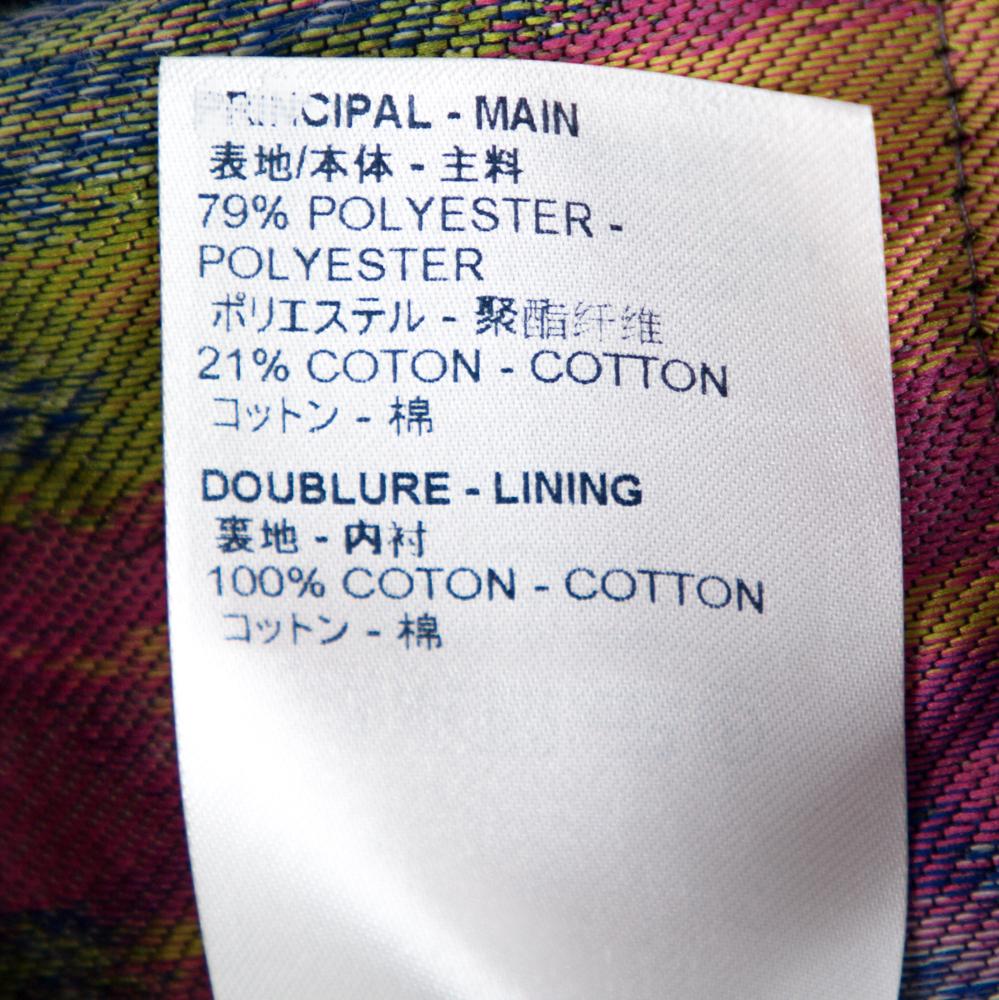 PRINCIPAL - MAIN
表地/本体 - 主料
79% POLYESTER -
POLYESTER
ポリエステル - 聚酯纤维
21% COTON - COTTON
コットン - 棉
DOUBLURE - LINING
裏地 - 内衬
100% COTON - COTTON
コットン - 棉